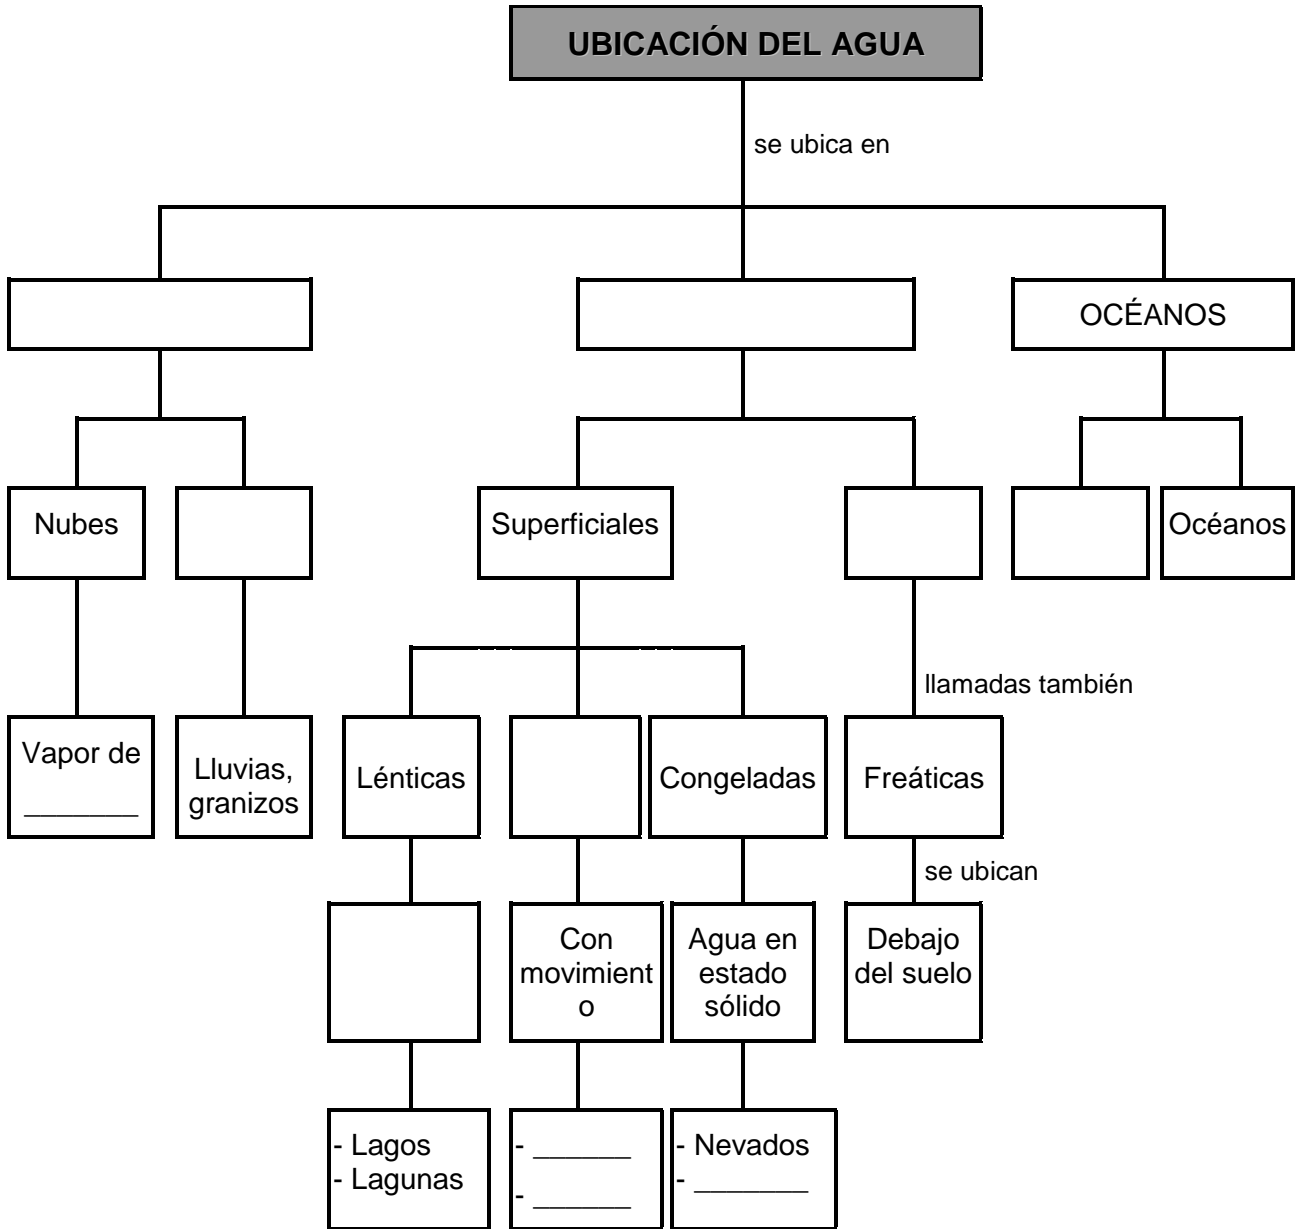 UBICACIÓN DEL AGUA
se ubica en
OCÉANOS
Nubes
Superficiales
Océanos
llamadas también
Vapor de
_______
Lluvias,
granizos
Lénticas
Congeladas
Freáticas
se ubican
Con
movimient
o
Agua en
estado
sólido
Debajo
del suelo
- Lagos
- Lagunas
- ______
- ______
- Nevados
- _______